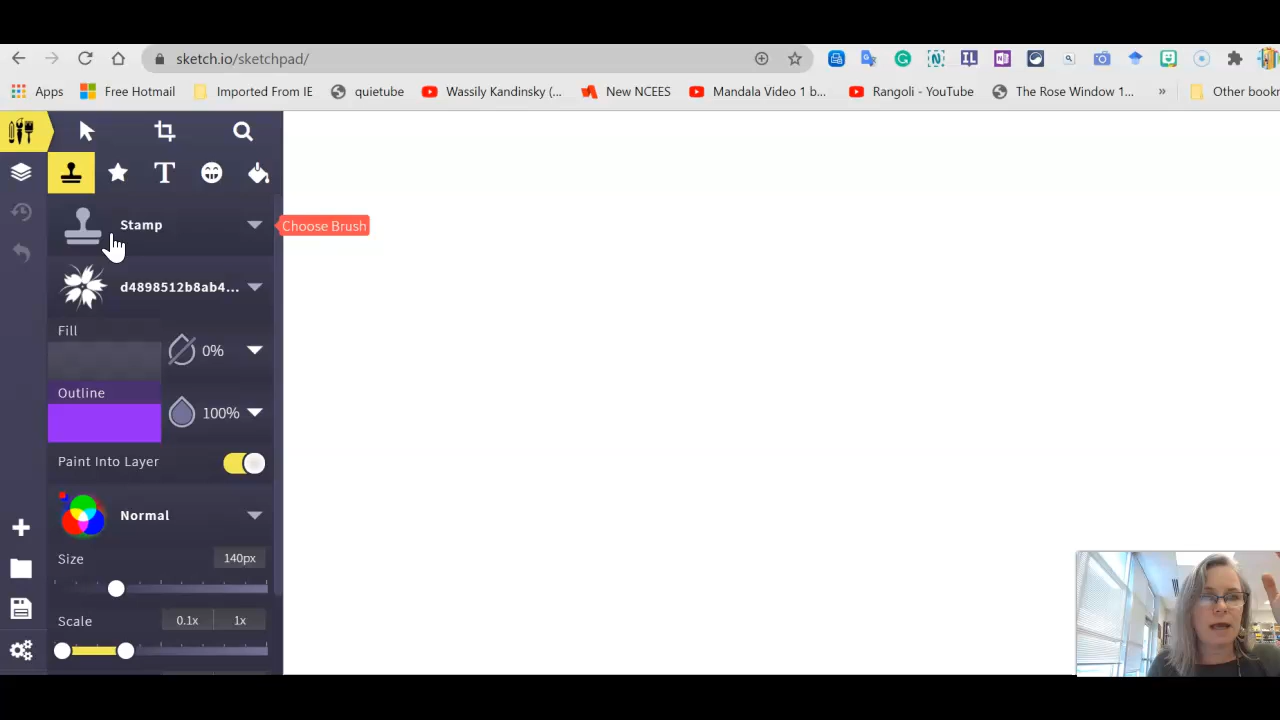 sketch.io/sketchpad/
Apps Free Hotmail Imported From IE quietube Wassily Kandinsky (... New NCEES Mandala Video 1 b... Rangoli - YouTube The Rose Window 1... » Other bookm
T
Stamp
Choose Brush
d4898512b8ab4...
Fill
0%
Outline
100%
Paint Into Layer
Normal
Size 140px
Scale 0.1x 1x